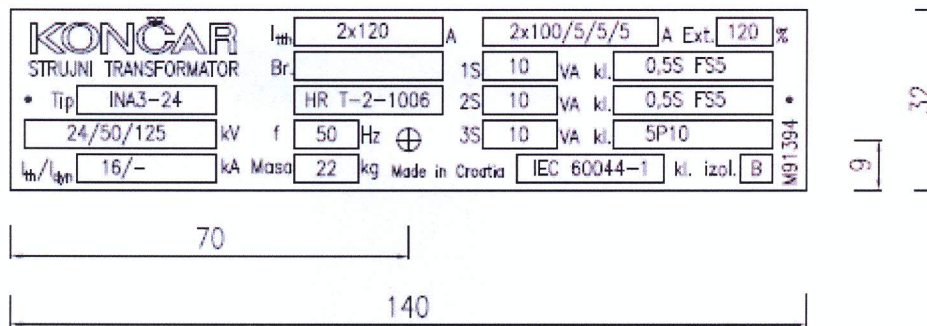 KONČAR Itth 2x120 A 2x100/5/5/5 A Ext. 120 %
STRUJNI TRANSFORMATOR Br. 1S 10 VA kl. 0,5S FS5
Tip INA3-24 HR T-2-1006 2S 10 VA kl. 0,5S FS5
24/50/125 kV f 50 Hz 3S 10 VA kl. 5P10
Ith/Idyn 16/- kA Masa 22 kg Made in Croatia IEC 60044-1 kl. izol. B
M91394
9
32
70
140